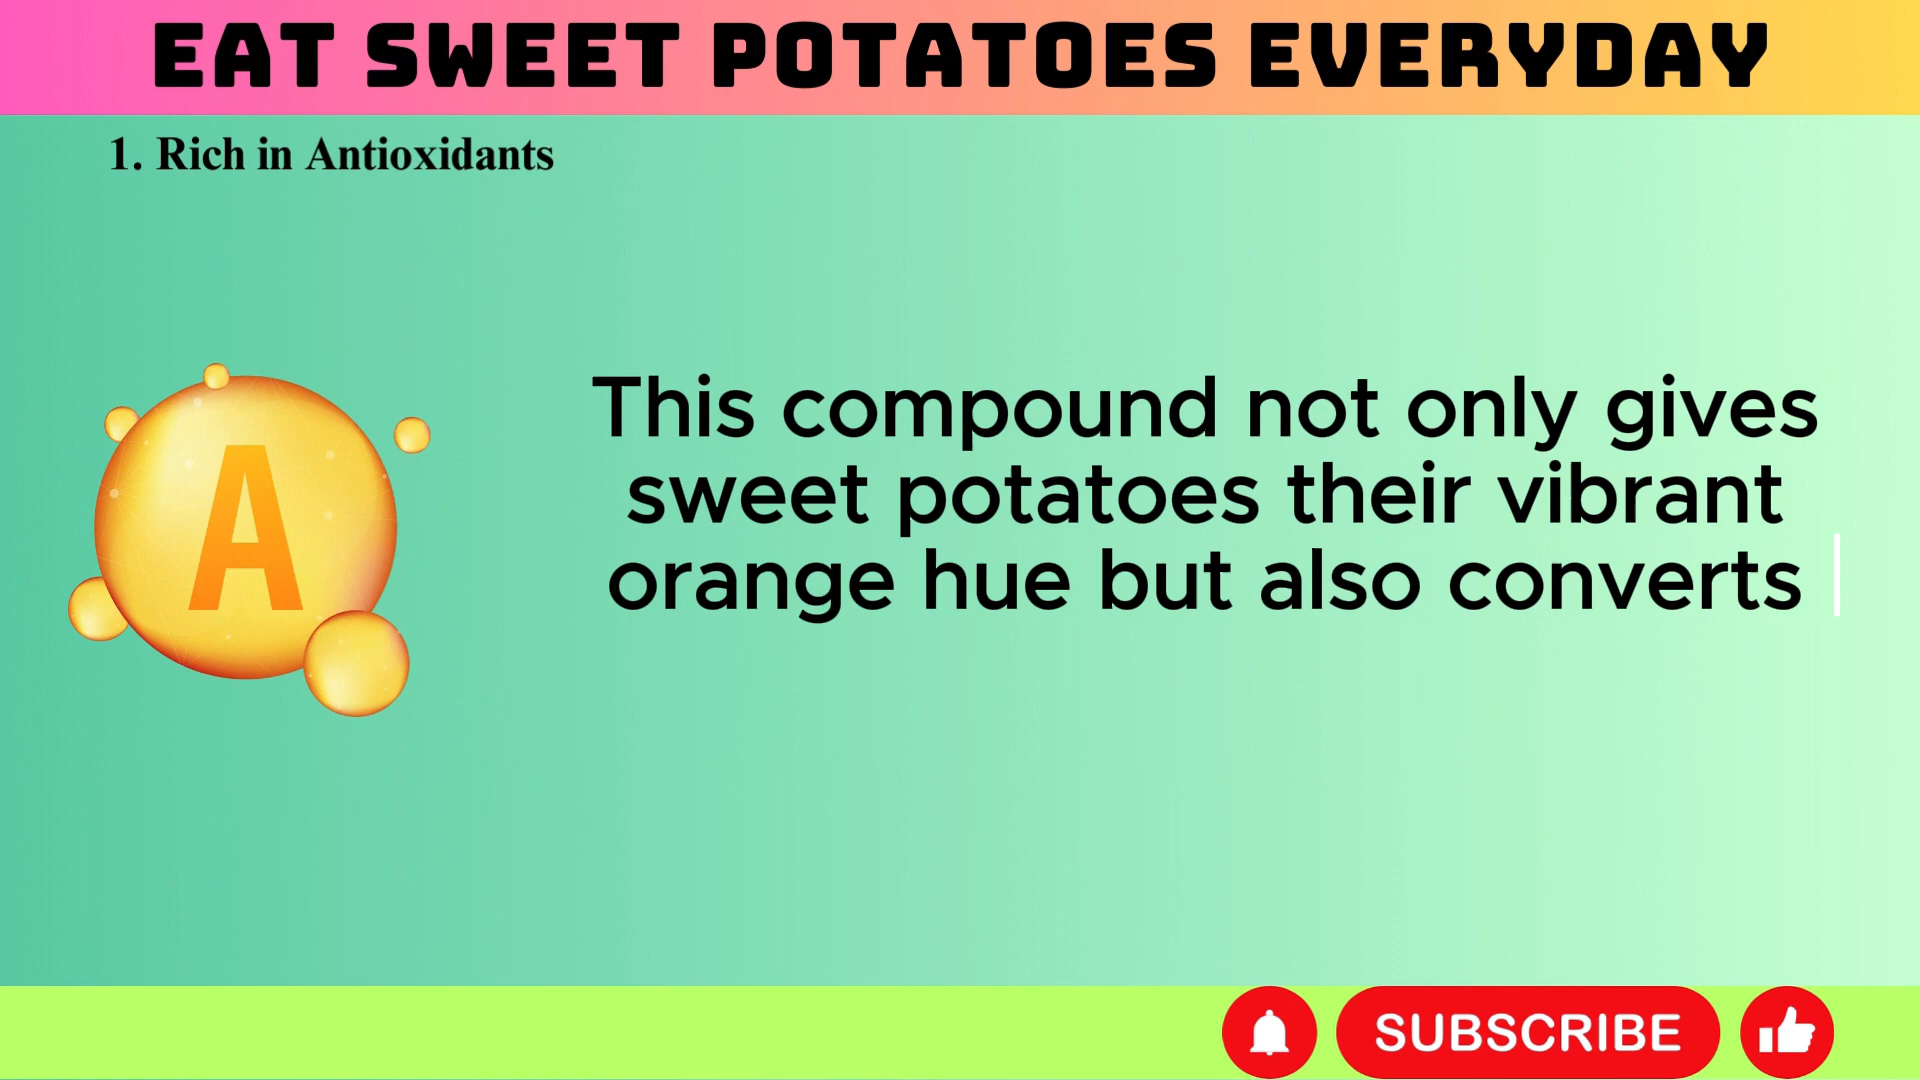 EAT SWEET POTATOES EVERYDAY
1. Rich in Antioxidants
A
This compound not only gives
sweet potatoes their vibrant
orange hue but also converts
SUBSCRIBE